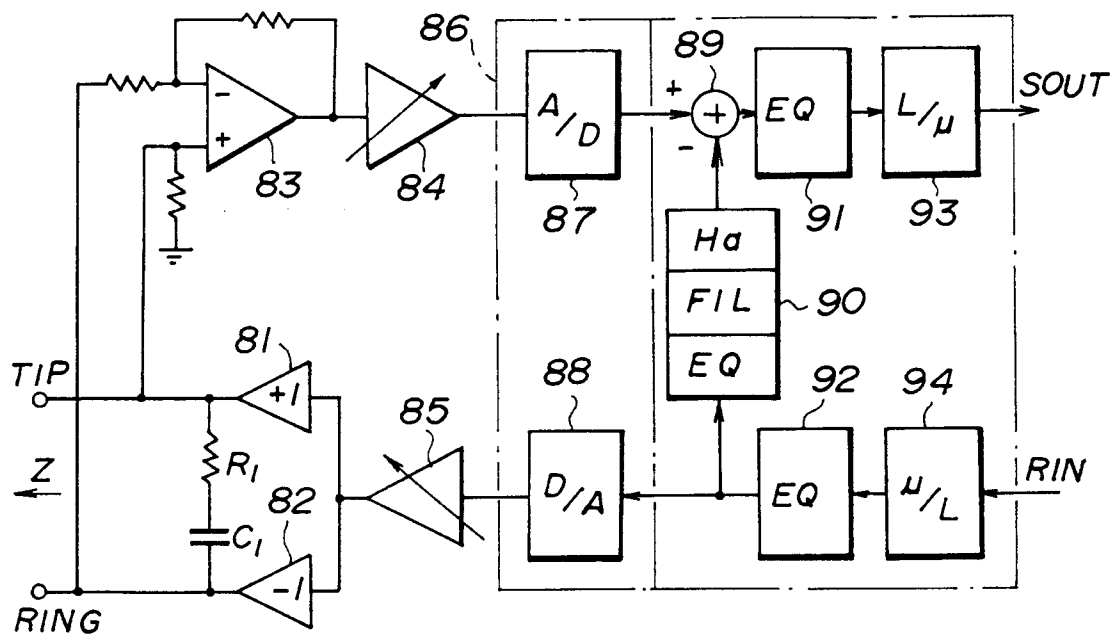 86
89
SOUT
A/D
+
-
+
EQ
L/μ
-
+
83
84
87
91
93
Ha
FIL
EQ
90
TIP
81
+1
88
92
94
85
Z
R1
RIN
82
D/A
EQ
μ/L
C1
-1
RING